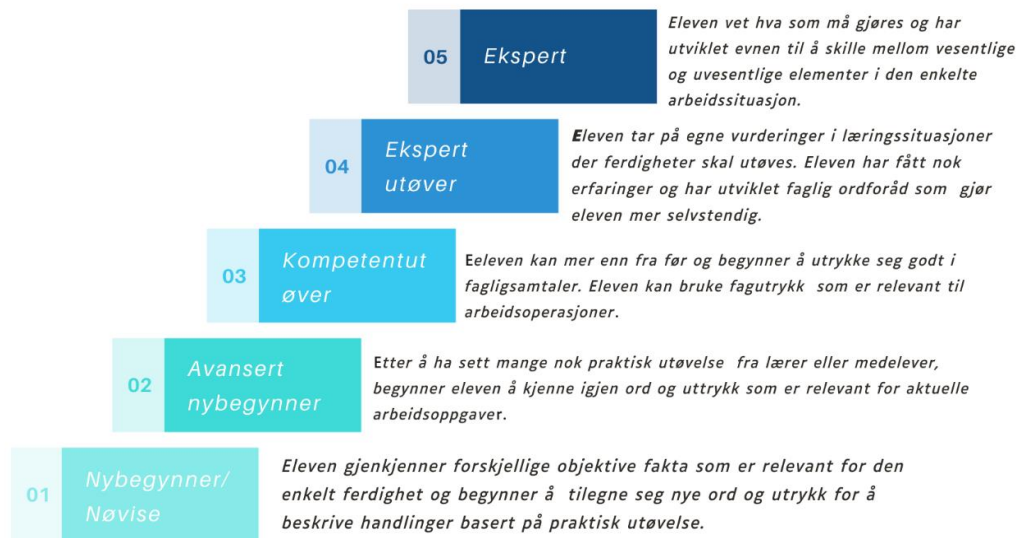 05
Ekspert
Eleven vet hva som må gjøres og har
utviklet evnen til å skille mellom vesentlige
og uvesentlige elementer i den enkelte
arbeidssituasjon.
04
Ekspert
utøver
Eleven tar på egne vurderinger i læringssituasjoner
der ferdigheter skal utøves. Eleven har fått nok
erfaringer og har utviklet faglig ordforåd som gjør
eleven mer selvstendig.
03
Kompetentut
øver
Eeleven kan mer enn fra før og begynner å utrykke seg godt i
fagligsamtaler. Eleven kan bruke fagutrykk som er relevant til
arbeidsoperasjoner.
02
Avansert
nybegynner
Etter å ha sett mange nok praktisk utøvelse fra lærer eller medelever,
begynner eleven å kjenne igjen ord og uttrykk som er relevant for aktuelle
arbeidsoppgaver.
01
Nybegynner/
Nøvise
Eleven gjenkjenner forskjellige objektive fakta som er relevant for den
enkelt ferdighet og begynner å tilegne seg nye ord og utrykk for å
beskrive handlinger basert på praktisk utøvelse.